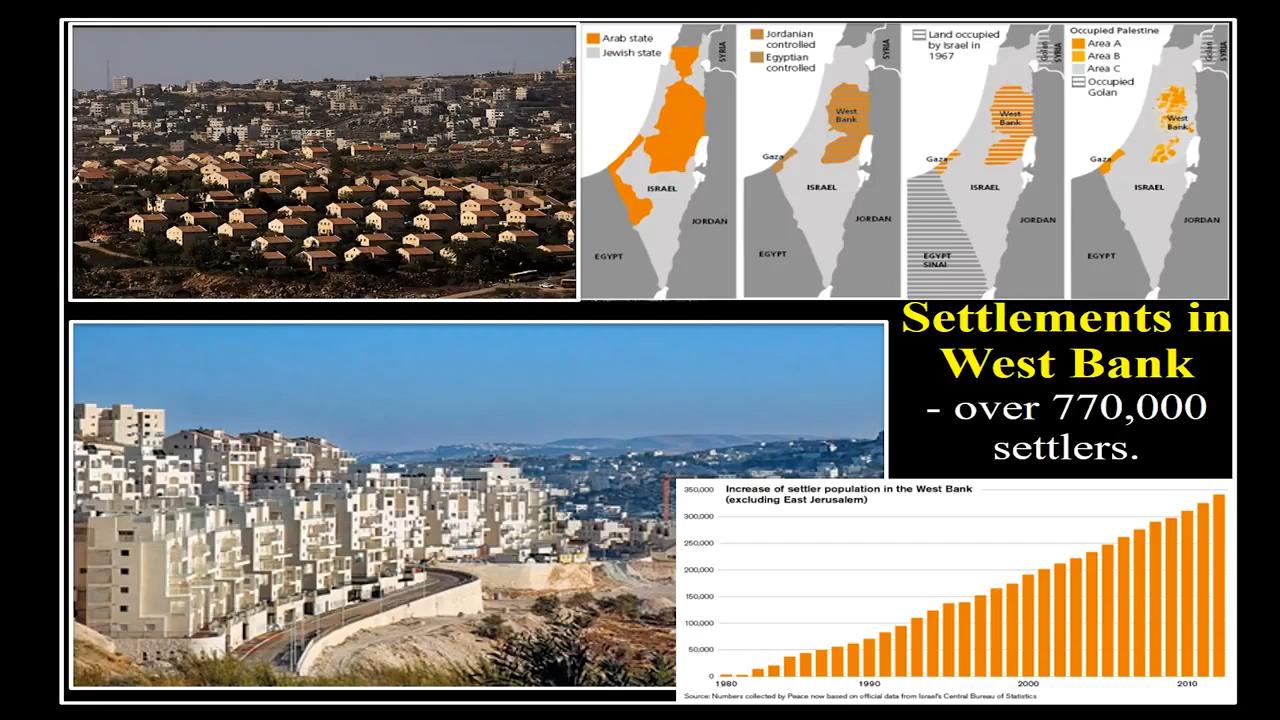 Arab state
Jewish state
SYRIA
ISRAEL
JORDAN
EGYPT
Jordanian
controlled
Egyptian
controlled
SYRIA
West
Bank
Gaza
ISRAEL
JORDAN
EGYPT
Land occupied
by Israel in
1967
Golan
SYRIA
West
Bank
Gaza
ISRAEL
JORDAN
EGYPT
SINAI
Occupied Palestine
Area A
Area B
Area C
Occupied
Golan
Golan
SYRIA
West
Bank
Gaza
ISRAEL
JORDAN
EGYPT
Settlements in
West Bank
- over 770,000
settlers.
Increase of settler population in the West Bank
(excluding East Jerusalem)
350,000
300,000
250,000
200,000
150,000
100,000
50,000
0
1980
1990
2000
2010
Source: Numbers collected by Peace now based on official data from Israel's Central Bureau of Statistics